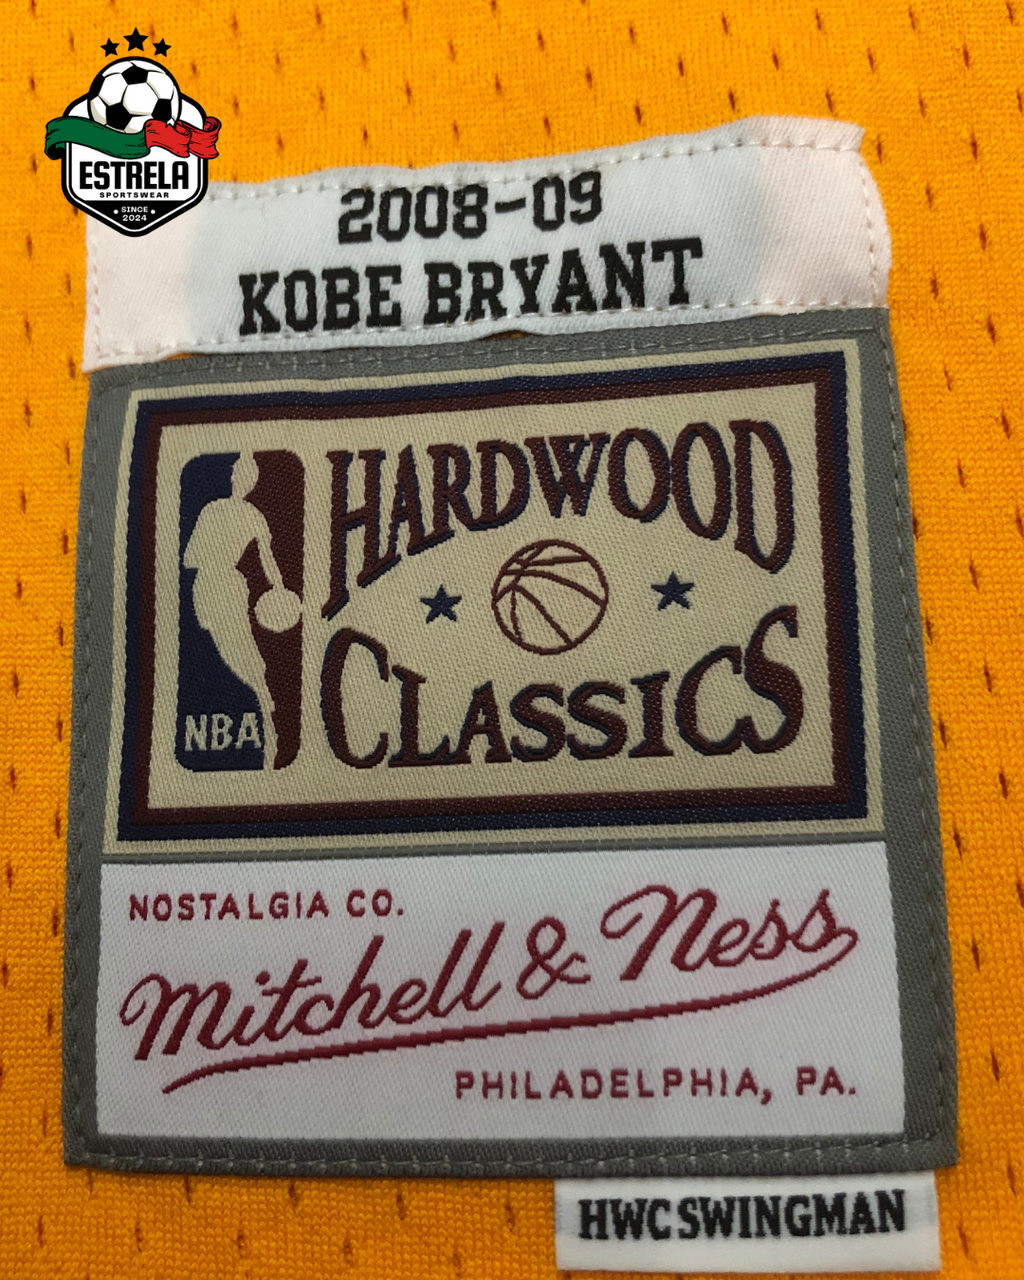 ESTRELA
SPORTSWEAR
SINCE
2024
2008-09
KOBE BRYANT
HARDWOOD
CLASSICS
NBA
NOSTALGIA CO.
Mitchell & Ness
PHILADELPHIA, PA.
HWC SWINGMAN